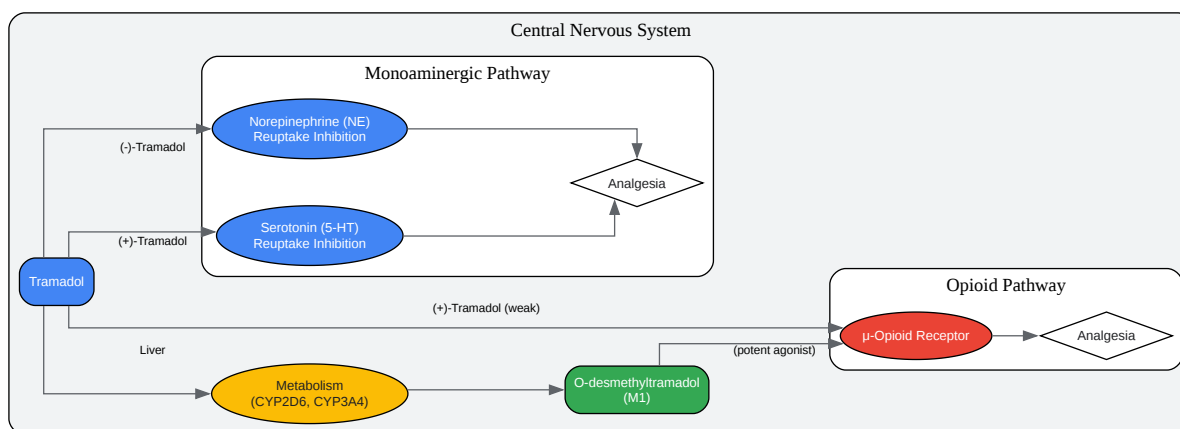 Central Nervous System
Monoaminergic Pathway
Norepinephrine (NE)
Reuptake Inhibition
(-)-Tramadol
Analgesia
Serotonin (5-HT)
Reuptake Inhibition
(+)-Tramadol
Tramadol
Opioid Pathway
(+)-Tramadol (weak)
μ-Opioid Receptor
Analgesia
Liver
(potent agonist)
Metabolism
(CYP2D6, CYP3A4)
O-desmethyltramadol
(M1)